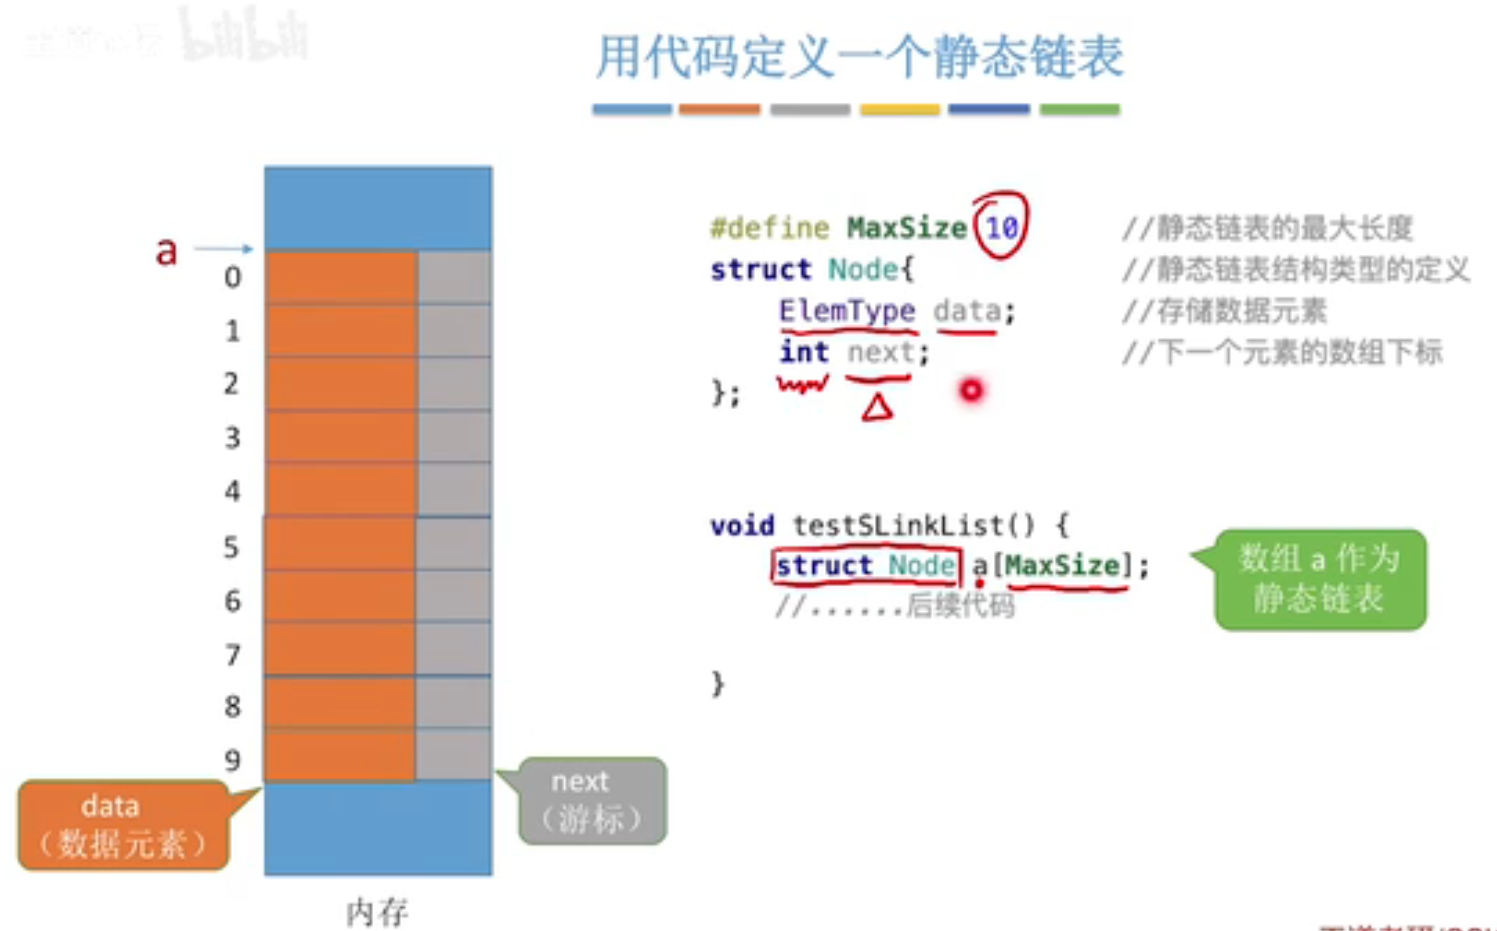 bilibili
用代码定义一个静态链表
a
0
1
2
3
4
5
6
7
8
9
data
（数据元素）
next
（游标）
内存
#define MaxSize 10 //静态链表的最大长度
struct Node{ //静态链表结构类型的定义
ElemType data; //存储数据元素
int next; //下一个元素的数组下标
};
void testSLinkList() {
struct Node a[MaxSize];
//......后续代码
}
数组 a 作为
静态链表